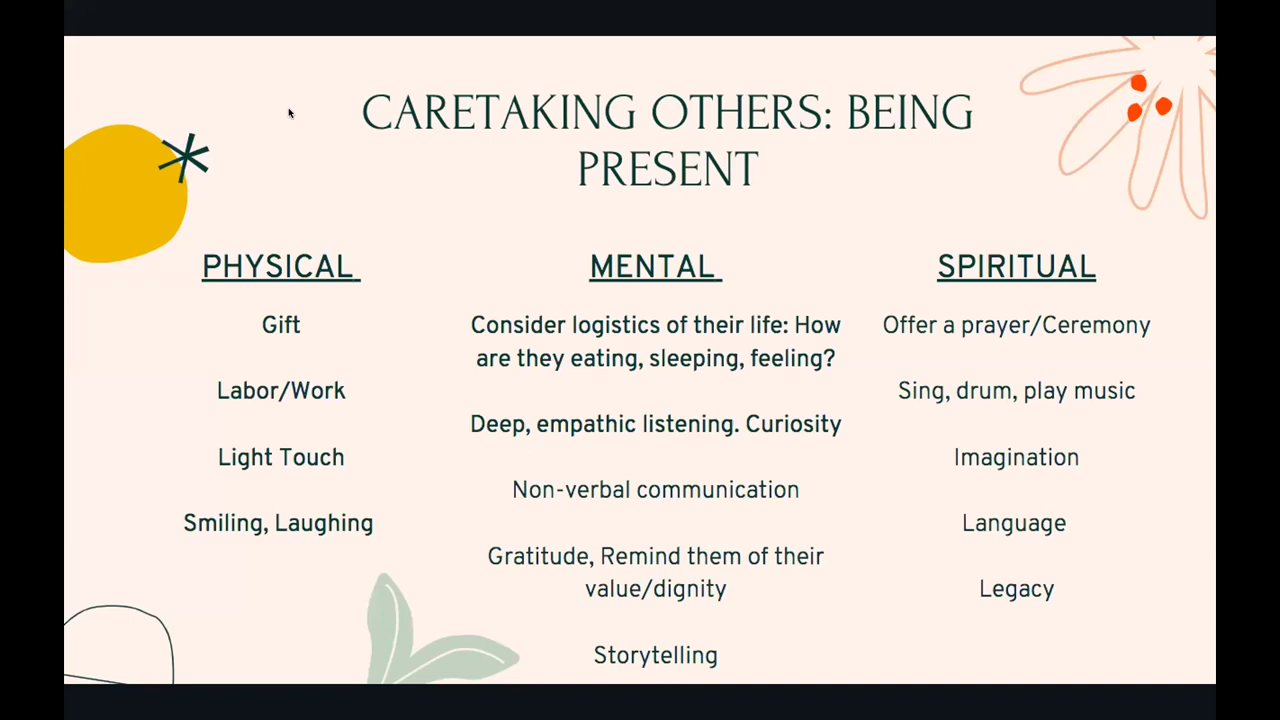 CARETAKING OTHERS: BEING
PRESENT
PHYSICAL
Gift
Labor/Work
Light Touch
Smiling, Laughing
MENTAL
Consider logistics of their life: How
are they eating, sleeping, feeling?
Deep, empathic listening. Curiosity
Non-verbal communication
Gratitude, Remind them of their
value/dignity
Storytelling
SPIRITUAL
Offer a prayer/Ceremony
Sing, drum, play music
Imagination
Language
Legacy